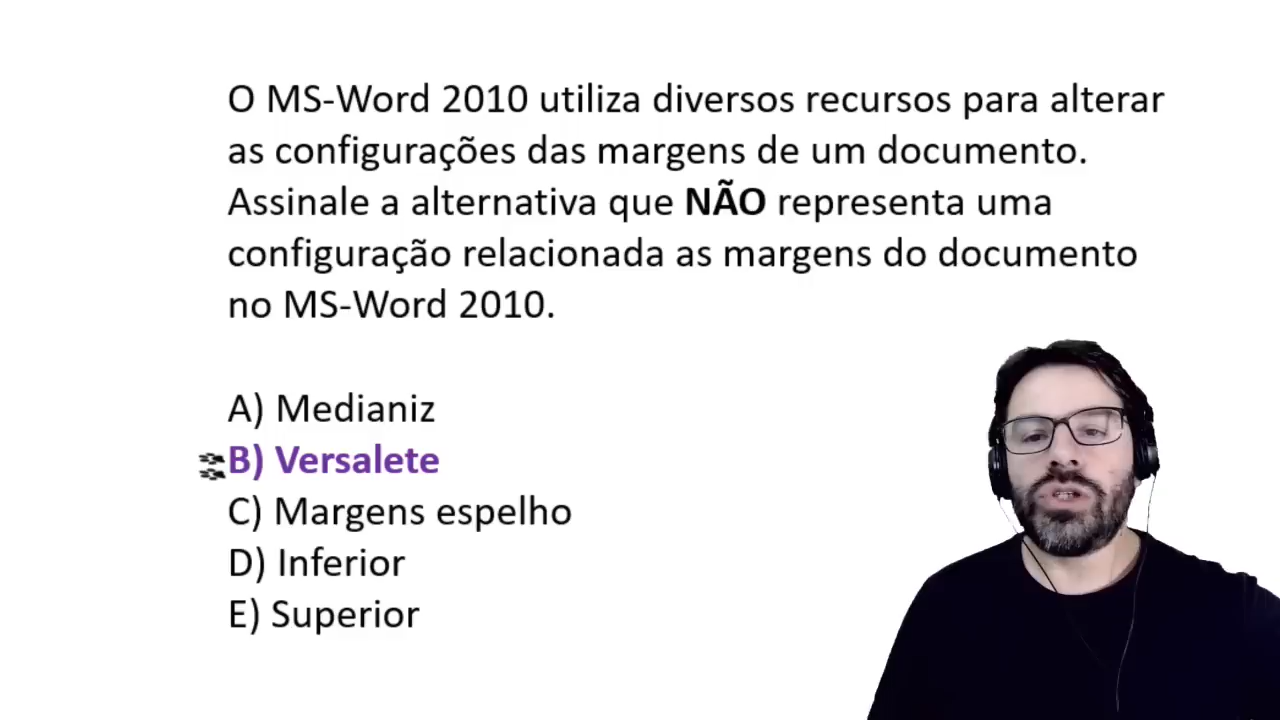 O MS-Word 2010 utiliza diversos recursos para alterar
as configurações das margens de um documento.
Assinale a alternativa que NÃO representa uma
configuração relacionada as margens do documento
no MS-Word 2010.
A) Medianiz
B) Versalete
C) Margens espelho
D) Inferior
E) Superior